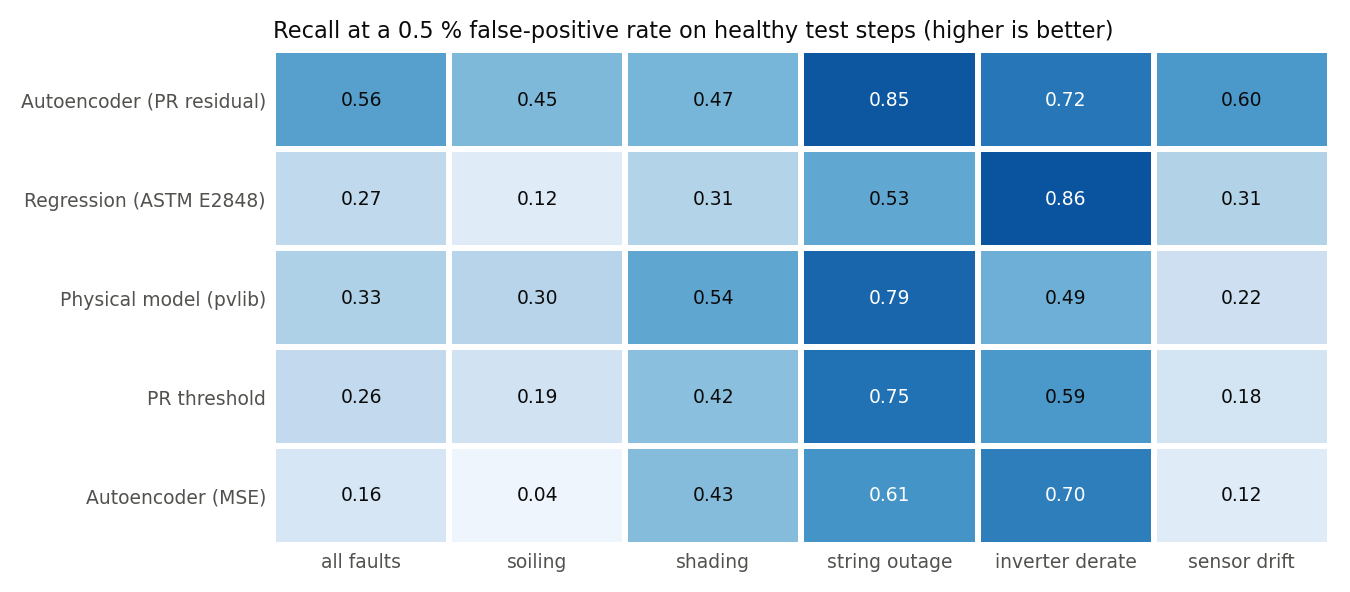 Recall at a 0.5 % false-positive rate on healthy test steps (higher is better)
Autoencoder (PR residual) 0.56 0.45 0.47 0.85 0.72 0.60
Regression (ASTM E2848) 0.27 0.12 0.31 0.53 0.86 0.31
Physical model (pvlib) 0.33 0.30 0.54 0.79 0.49 0.22
PR threshold 0.26 0.19 0.42 0.75 0.59 0.18
Autoencoder (MSE) 0.16 0.04 0.43 0.61 0.70 0.12
all faults soiling shading string outage inverter derate sensor drift